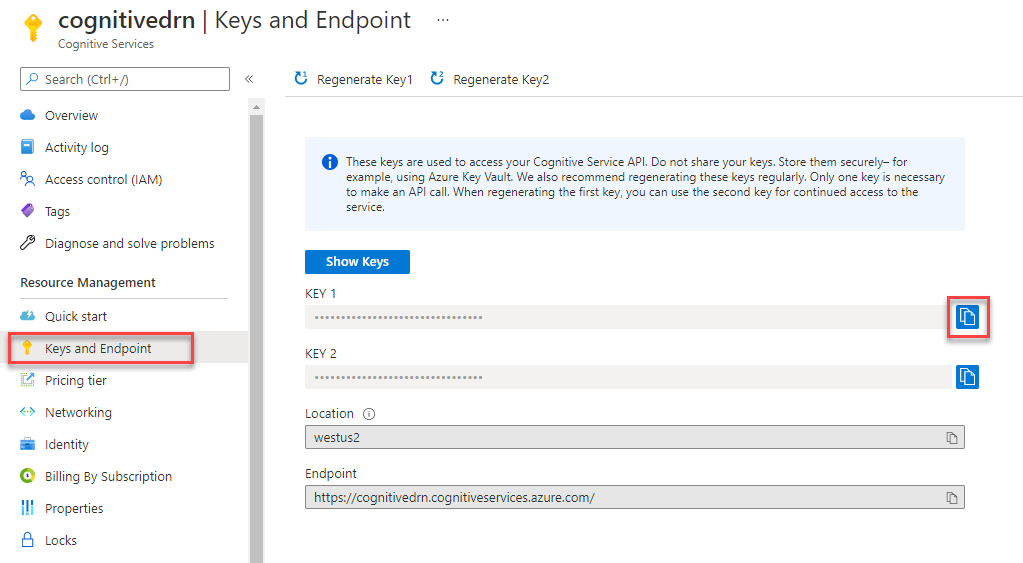 cognitivedrn | Keys and Endpoint ...
Cognitive Services
Search (Ctrl+/)
«
Overview
Activity log
Access control (IAM)
Tags
Diagnose and solve problems
Resource Management
Quick start
Keys and Endpoint
Pricing tier
Networking
Identity
Billing By Subscription
Properties
Locks
Regenerate Key1
Regenerate Key2
These keys are used to access your Cognitive Service API. Do not share your keys. Store them securely– for
example, using Azure Key Vault. We also recommend regenerating these keys regularly. Only one key is necessary
to make an API call. When regenerating the first key, you can use the second key for continued access to the
service.
Show Keys
KEY 1
••••••••••••••••••••••••••••••••
KEY 2
••••••••••••••••••••••••••••••••
Location
westus2
Endpoint
https://cognitivedrn.cognitiveservices.azure.com/